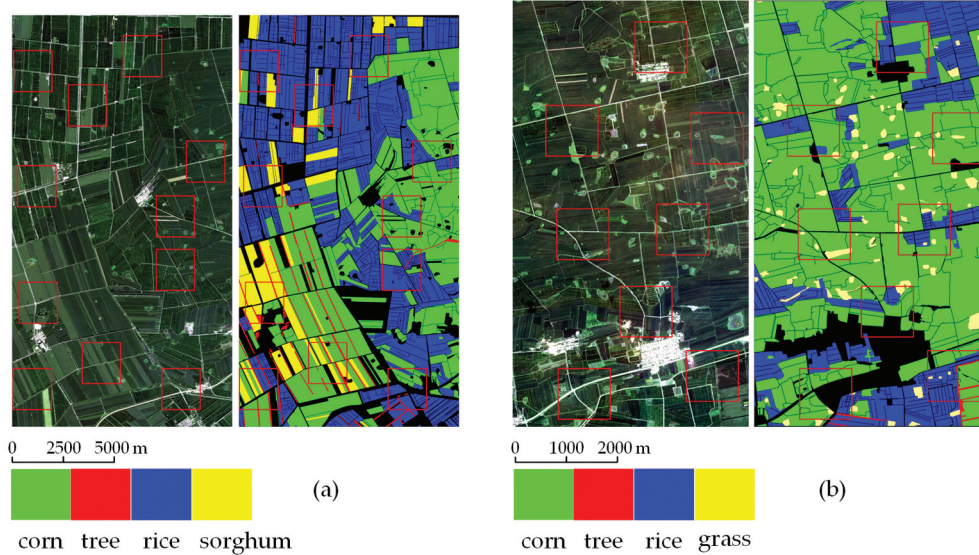 0 2500 5000 m
corn tree rice sorghum
(a)
0 1000 2000 m
corn tree rice grass
(b)